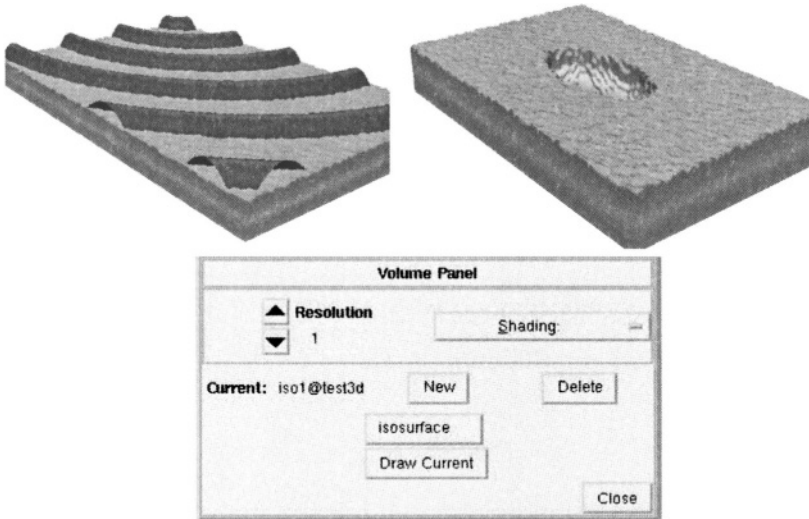 Volume Panel
Resolution
1
Shading:
Current: iso1@test3d
New
Delete
isosurface
Draw Current
Close